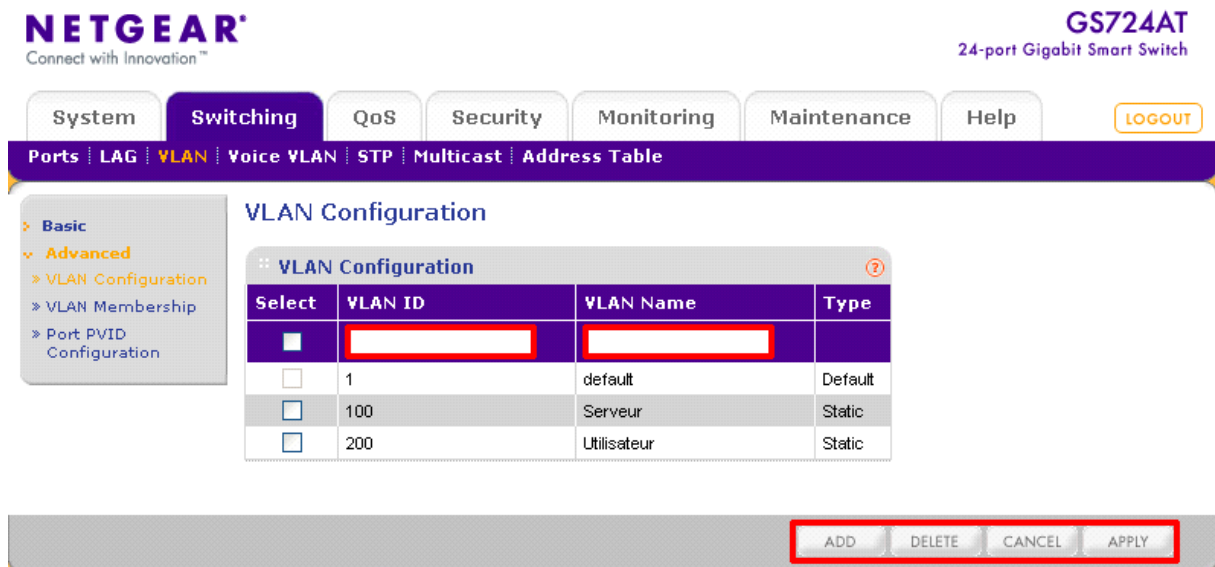 NETGEAR®
Connect with Innovation™
GS724AT
24-port Gigabit Smart Switch
System Switching QoS Security Monitoring Maintenance Help LOGOUT
Ports LAG VLAN Voice VLAN STP Multicast Address Table
Basic
Advanced
» VLAN Configuration
» VLAN Membership
» Port PVID
Configuration
VLAN Configuration
VLAN Configuration ?
Select VLAN ID VLAN Name Type
1 default Default
100 Serveur Static
200 Utilisateur Static
ADD DELETE CANCEL APPLY